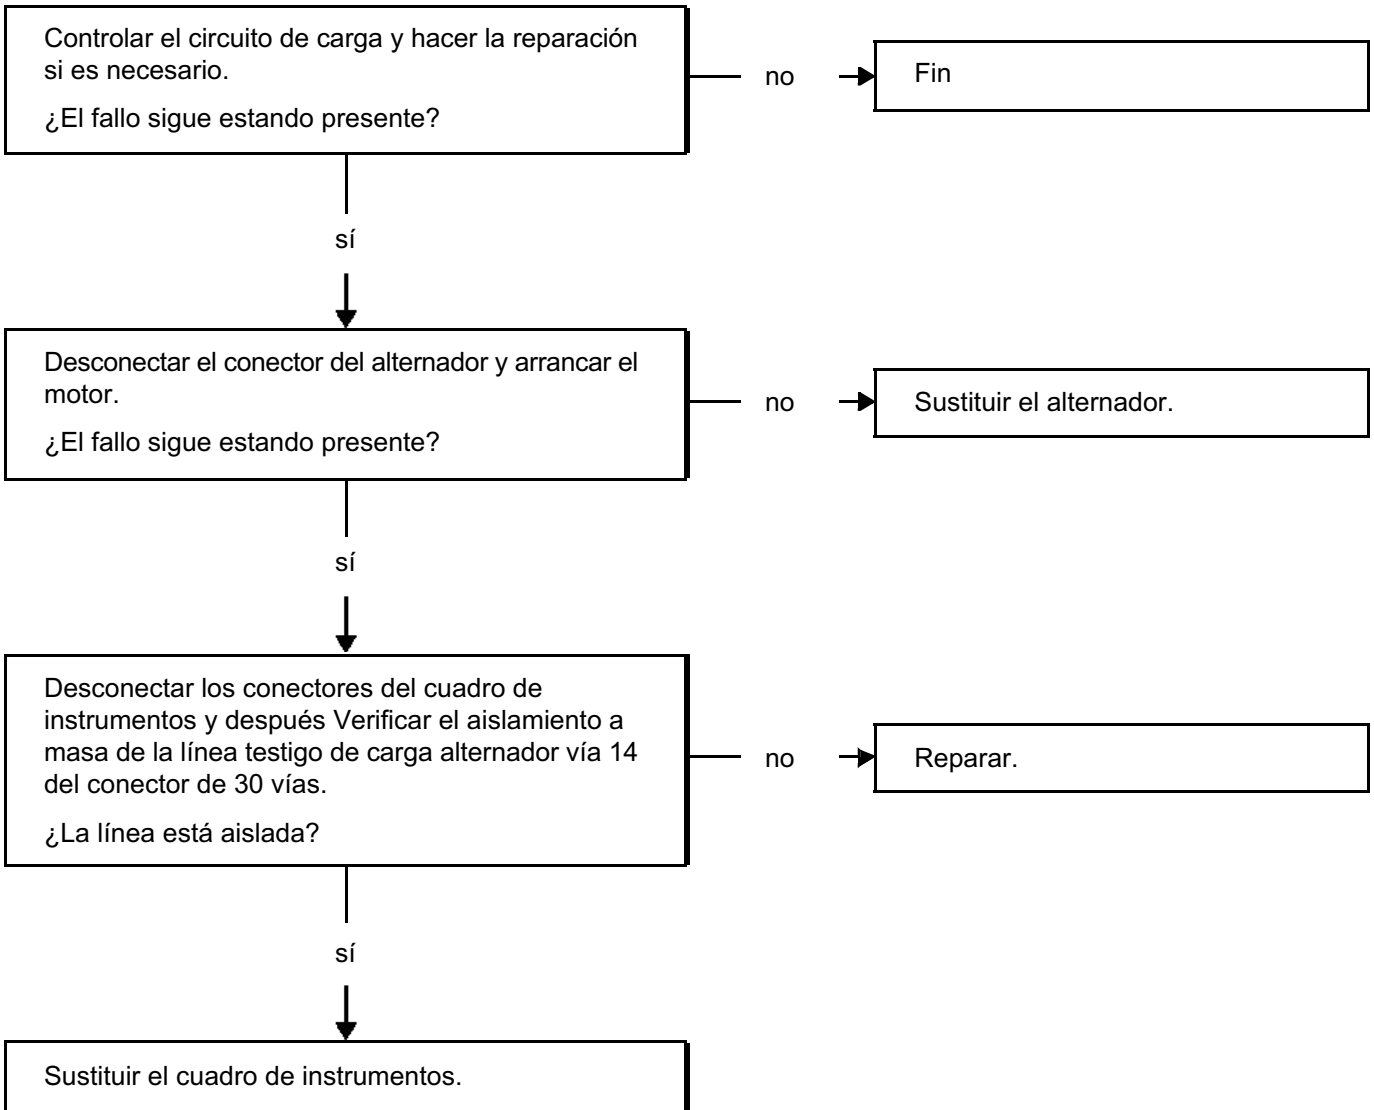 Controlar el circuito de carga y hacer la reparación
si es necesario.
¿El fallo sigue estando presente?
no
Fin
sí
Desconectar el conector del alternador y arrancar el
motor.
¿El fallo sigue estando presente?
no
Sustituir el alternador.
sí
Desconectar los conectores del cuadro de
instrumentos y después Verificar el aislamiento a
masa de la línea testigo de carga alternador vía 14
del conector de 30 vías.
¿La línea está aislada?
no
Reparar.
sí
Sustituir el cuadro de instrumentos.